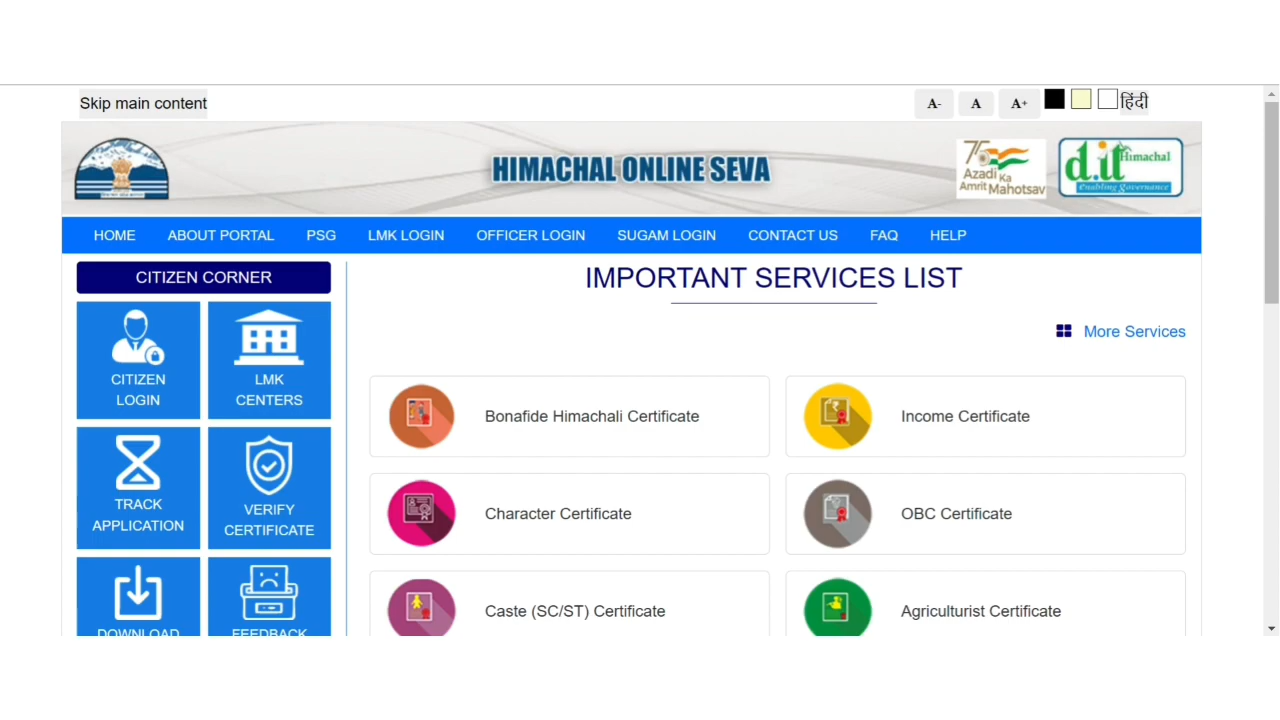 Skip main content
A- A A+ हिंदी
HIMACHAL ONLINE SEVA
75
Azadi Ka
Amrit Mahotsav
d.it Himachal
Enabling Governance
HOME ABOUT PORTAL PSG LMK LOGIN OFFICER LOGIN SUGAM LOGIN CONTACT US FAQ HELP
CITIZEN CORNER
CITIZEN
LOGIN
LMK
CENTERS
TRACK
APPLICATION
VERIFY
CERTIFICATE
DOWNLOAD
FEEDBACK
IMPORTANT SERVICES LIST
More Services
Bonafide Himachali Certificate
Income Certificate
Character Certificate
OBC Certificate
Caste (SC/ST) Certificate
Agriculturist Certificate